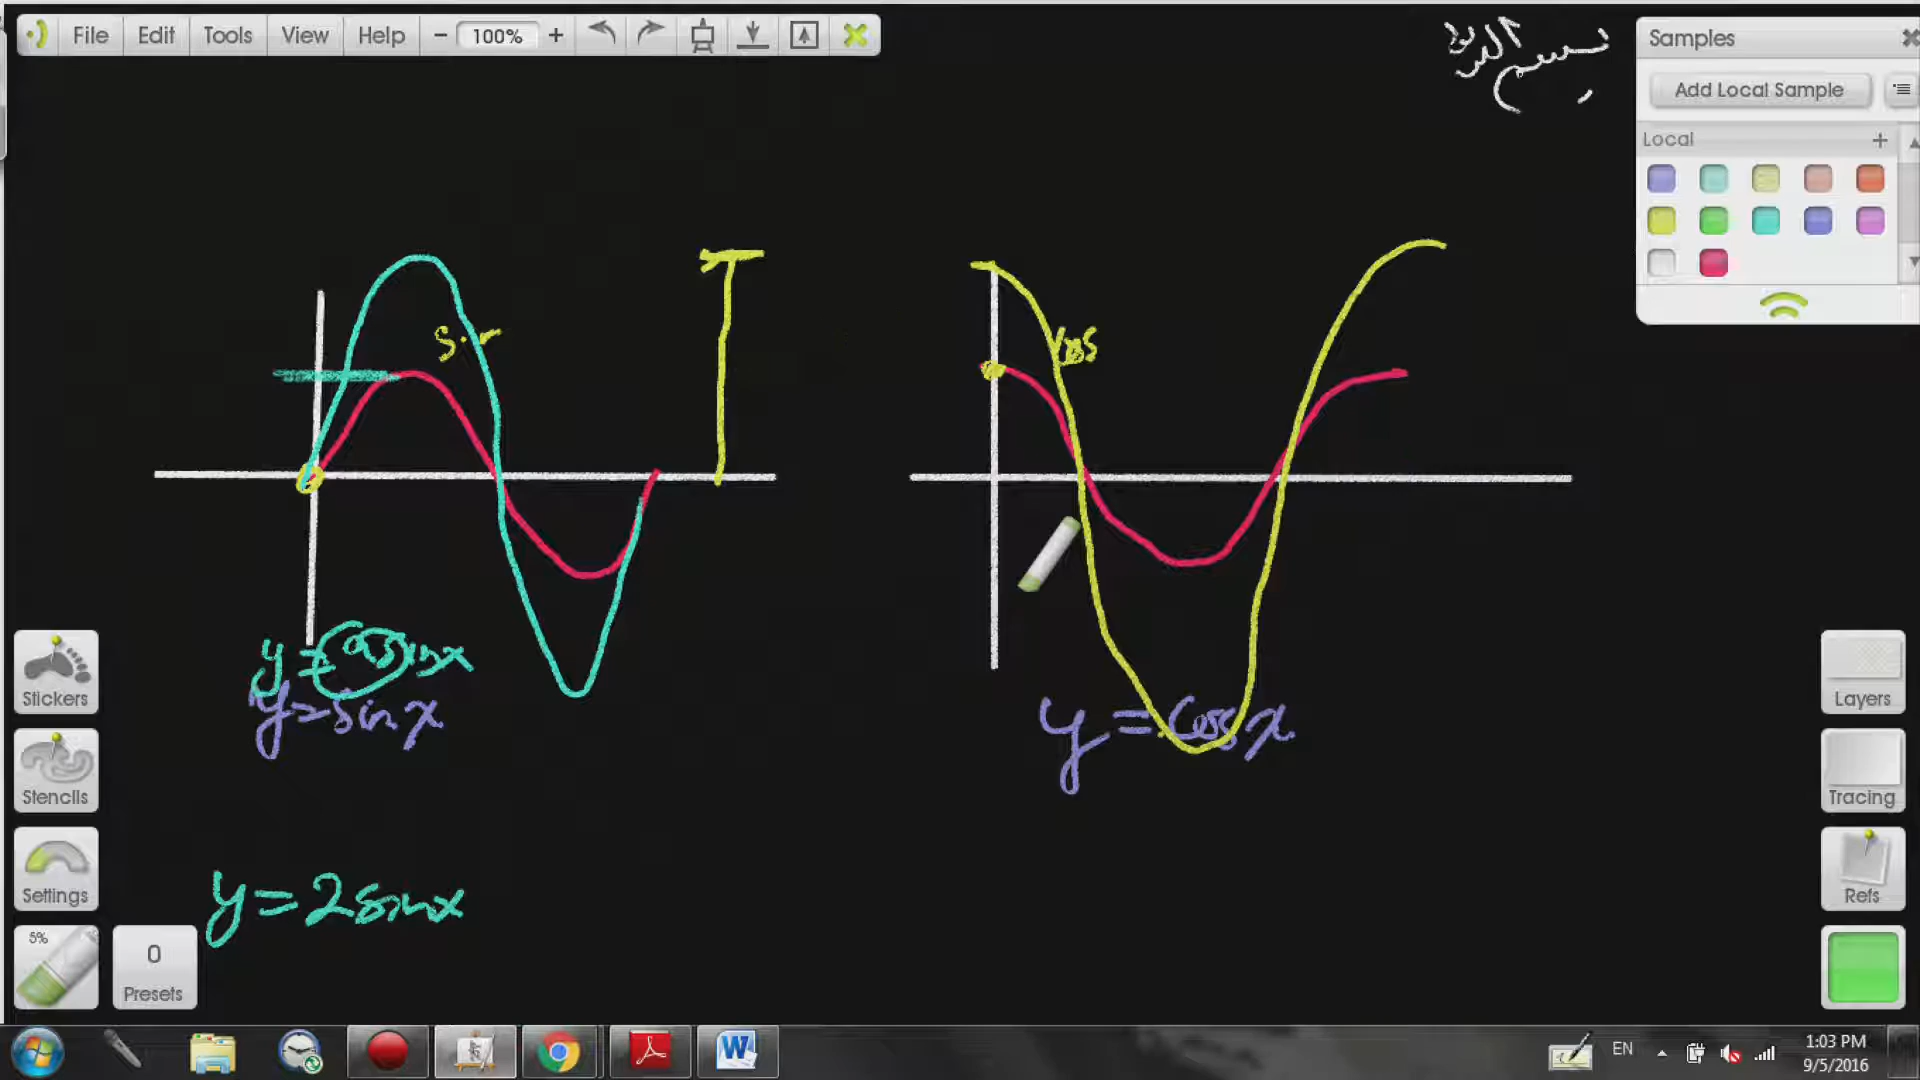 File Edit Tools View Help − 100% +
Samples
Add Local Sample
Local
بسم الله
cos
y = sin x
y = cos x
y = 2 sin x
Stickers
Stencils
Settings
5%
0
Presets
Layers
Tracing
Refs
EN
1:03 PM
9/5/2016